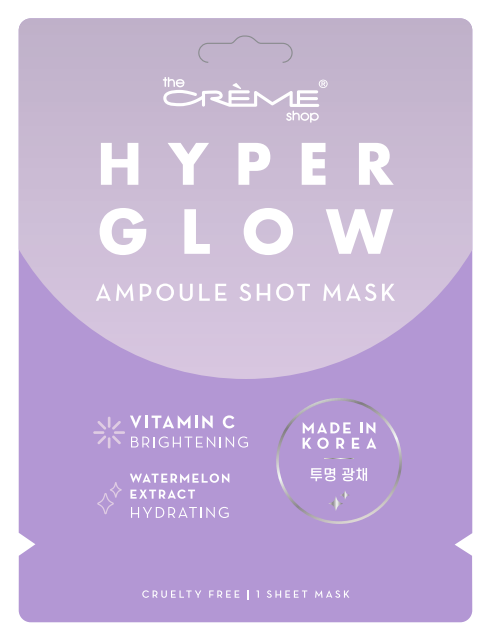 the
CRÈME®
shop
HYPER
GLOW
AMPOULE SHOT MASK
VITAMIN C
BRIGHTENING
WATERMELON
EXTRACT
HYDRATING
MADE IN
KOREA
투명 광채
CRUELTY FREE | 1 SHEET MASK